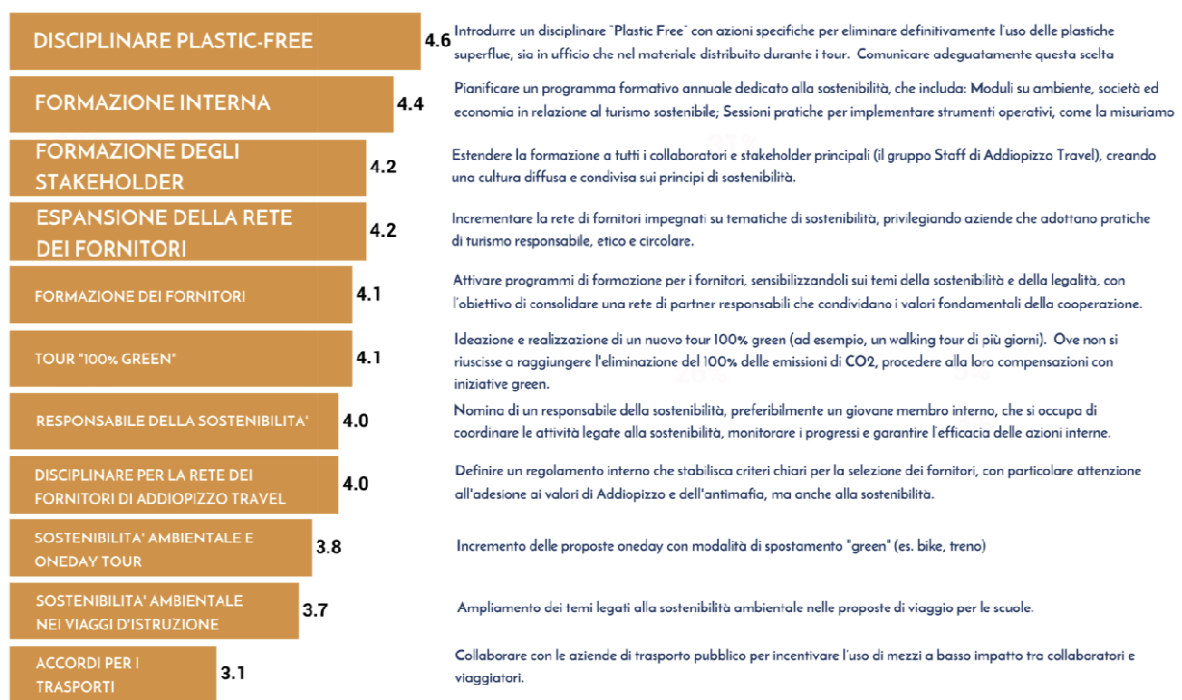 DISCIPLINARE PLASTIC-FREE
4.6
Introdurre un disciplinare "Plastic Free" con azioni specifiche per eliminare definitivamente l'uso delle plastiche
superflue, sia in ufficio che nel materiale distribuito durante i tour. Comunicare adeguatamente questa scelta
FORMAZIONE INTERNA
4.4
Pianificare un programma formativo annuale dedicato alla sostenibilità, che includa: Moduli su ambiente, società ed
economia in relazione al turismo sostenibile; Sessioni pratiche per implementare strumenti operativi, come la misuriamo
FORMAZIONE DEGLI
STAKEHOLDER
4.2
Estendere la formazione a tutti i collaboratori e stakeholder principali (il gruppo Staff di Addiopizzo Travel), creando
una cultura diffusa e condivisa sui principi di sostenibilità.
ESPANSIONE DELLA RETE
DEI FORNITORI
4.2
Incrementare la rete di fornitori impegnati su tematiche di sostenibilità, privilegiando aziende che adottano pratiche
di turismo responsabile, etico e circolare.
FORMAZIONE DEI FORNITORI
4.1
Attivare programmi di formazione per i fornitori, sensibilizzandoli sui temi della sostenibilità e della legalità, con
l'obiettivo di consolidare una rete di partner responsabili che condividano i valori fondamentali della cooperazione.
TOUR "100% GREEN"
4.1
Ideazione e realizzazione di un nuovo tour 100% green (ad esempio, un walking tour di più giorni). Ove non si
riuscisse a raggiungere l'eliminazione del 100% delle emissioni di CO2, procedere alla loro compensazioni con
iniziative green.
RESPONSABILE DELLA SOSTENIBILITA'
4.0
Nomina di un responsabile della sostenibilità, preferibilmente un giovane membro interno, che si occupa di
coordinare le attività legate alla sostenibilità, monitorare i progressi e garantire l'efficacia delle azioni interne.
DISCIPLINARE PER LA RETE DEI
FORNITORI DI ADDIOPIZZO TRAVEL
4.0
Definire un regolamento interno che stabilisca criteri chiari per la selezione dei fornitori, con particolare attenzione
all'adesione ai valori di Addiopizzo e dell'antimafia, ma anche alla sostenibilità.
SOSTENIBILITA' AMBIENTALE E
ONEDAY TOUR
3.8
Incremento delle proposte oneday con modalità di spostamento "green" (es. bike, treno)
SOSTENIBILITA' AMBIENTALE
NEI VIAGGI D'ISTRUZIONE
3.7
Ampliamento dei temi legati alla sostenibilità ambientale nelle proposte di viaggio per le scuole.
ACCORDI PER I
TRASPORTI
3.1
Collaborare con le aziende di trasporto pubblico per incentivare l'uso di mezzi a basso impatto tra collaboratori e
viaggiatori.